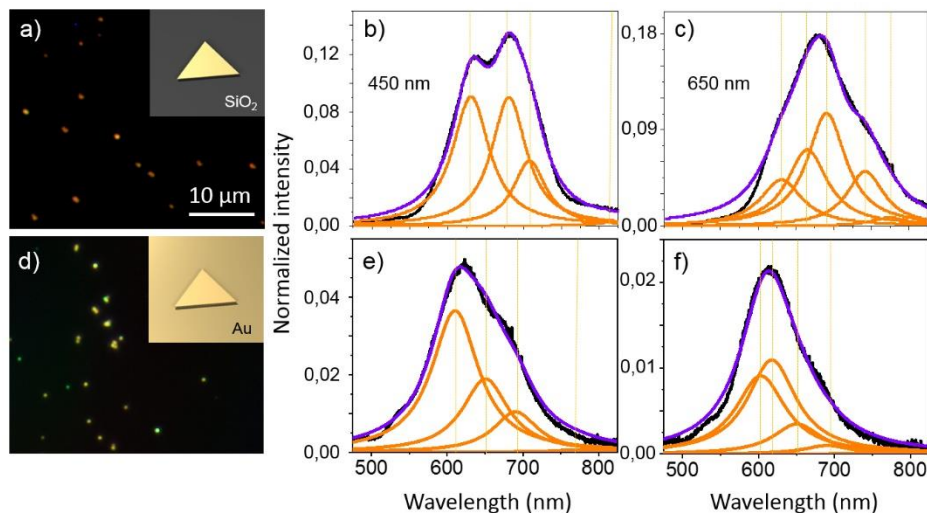 a)
SiO2
10 µm
d)
Au
Normalized intensity
b)
450 nm
0,12
0,08
0,04
0,00
c)
650 nm
0,18
0,09
0,00
e)
0,04
0,02
0,00
500 600 700 800
Wavelength (nm)
f)
0,02
0,01
0,00
500 600 700 800
Wavelength (nm)